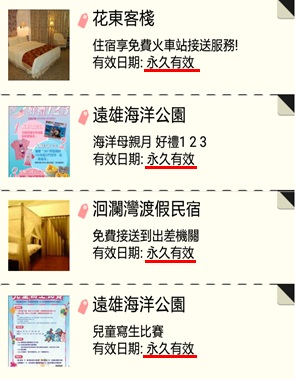 花東客棧
住宿享免費火車站接送服務!
有效日期: 永久有效
遠雄海洋公園
海洋母親月 好禮1 2 3
有效日期: 永久有效
洄瀾灣渡假民宿
免費接送到出差機關
有效日期: 永久有效
遠雄海洋公園
兒童寫生比賽
有效日期: 永久有效